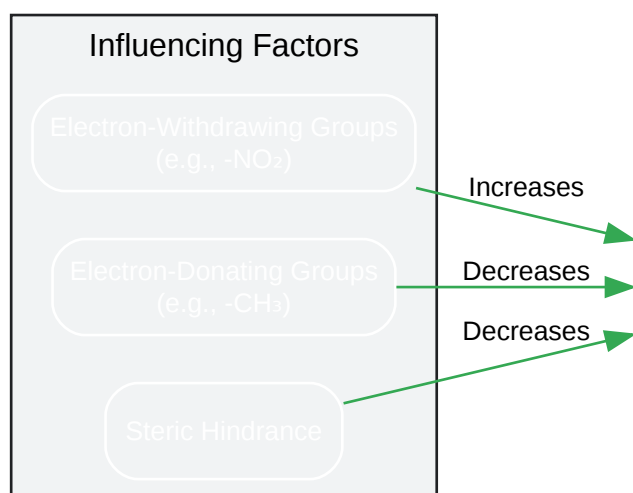 Influencing Factors
Electron-Withdrawing Groups
(e.g., -NO₂)
Increases
Electron-Donating Groups
(e.g., -CH₃)
Decreases
Decreases
Steric Hindrance